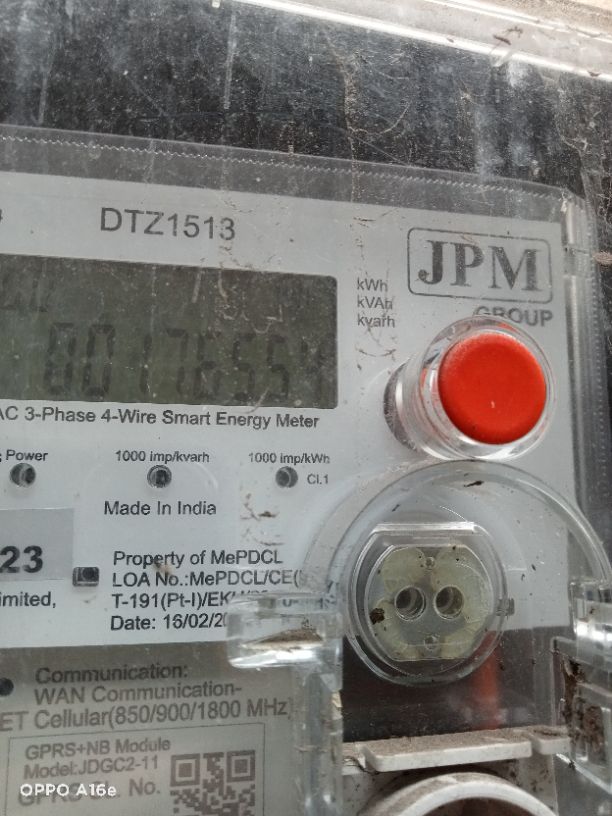 DTZ1513
JPM
GROUP
kWh
kVAh
kvarh
00176554
AC 3-Phase 4-Wire Smart Energy Meter
Power
1000 imp/kvarh
1000 imp/kWh
Cl.1
Made In India
23
Property of MePDCL
LOA No.:MePDCL/CE(
imited,
T-191(Pt-I)/
Date: 16/02/
Communication:
WAN Communication-
ET Cellular(850/900/1800 MHz)
GPRS+NB Module
Model:JDGC2-11
GPRS No.
OPPO A16e